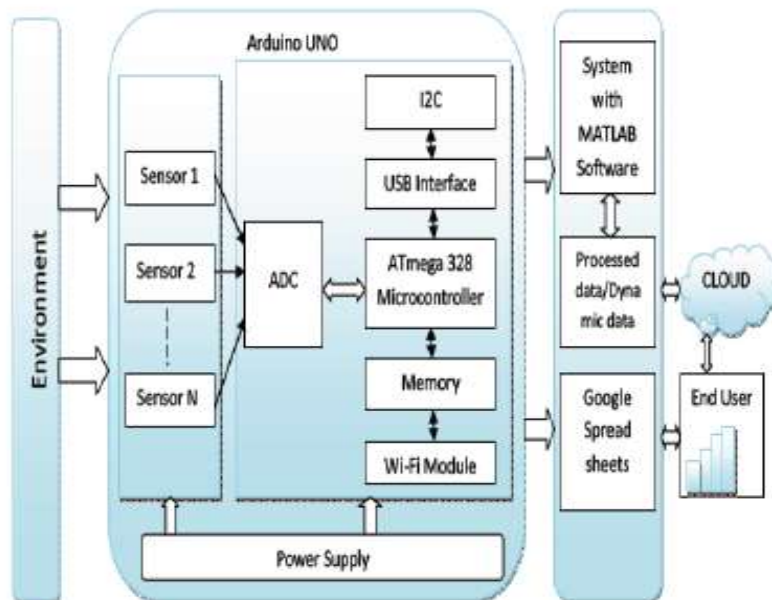 Environment
Arduino UNO
Sensor 1
Sensor 2
Sensor N
ADC
I2C
USB Interface
ATmega 328
Microcontroller
Memory
Wi-Fi Module
Power Supply
System
with
MATLAB
Software
Processed
data/Dyna
mic data
Google
Spread
sheets
CLOUD
End User